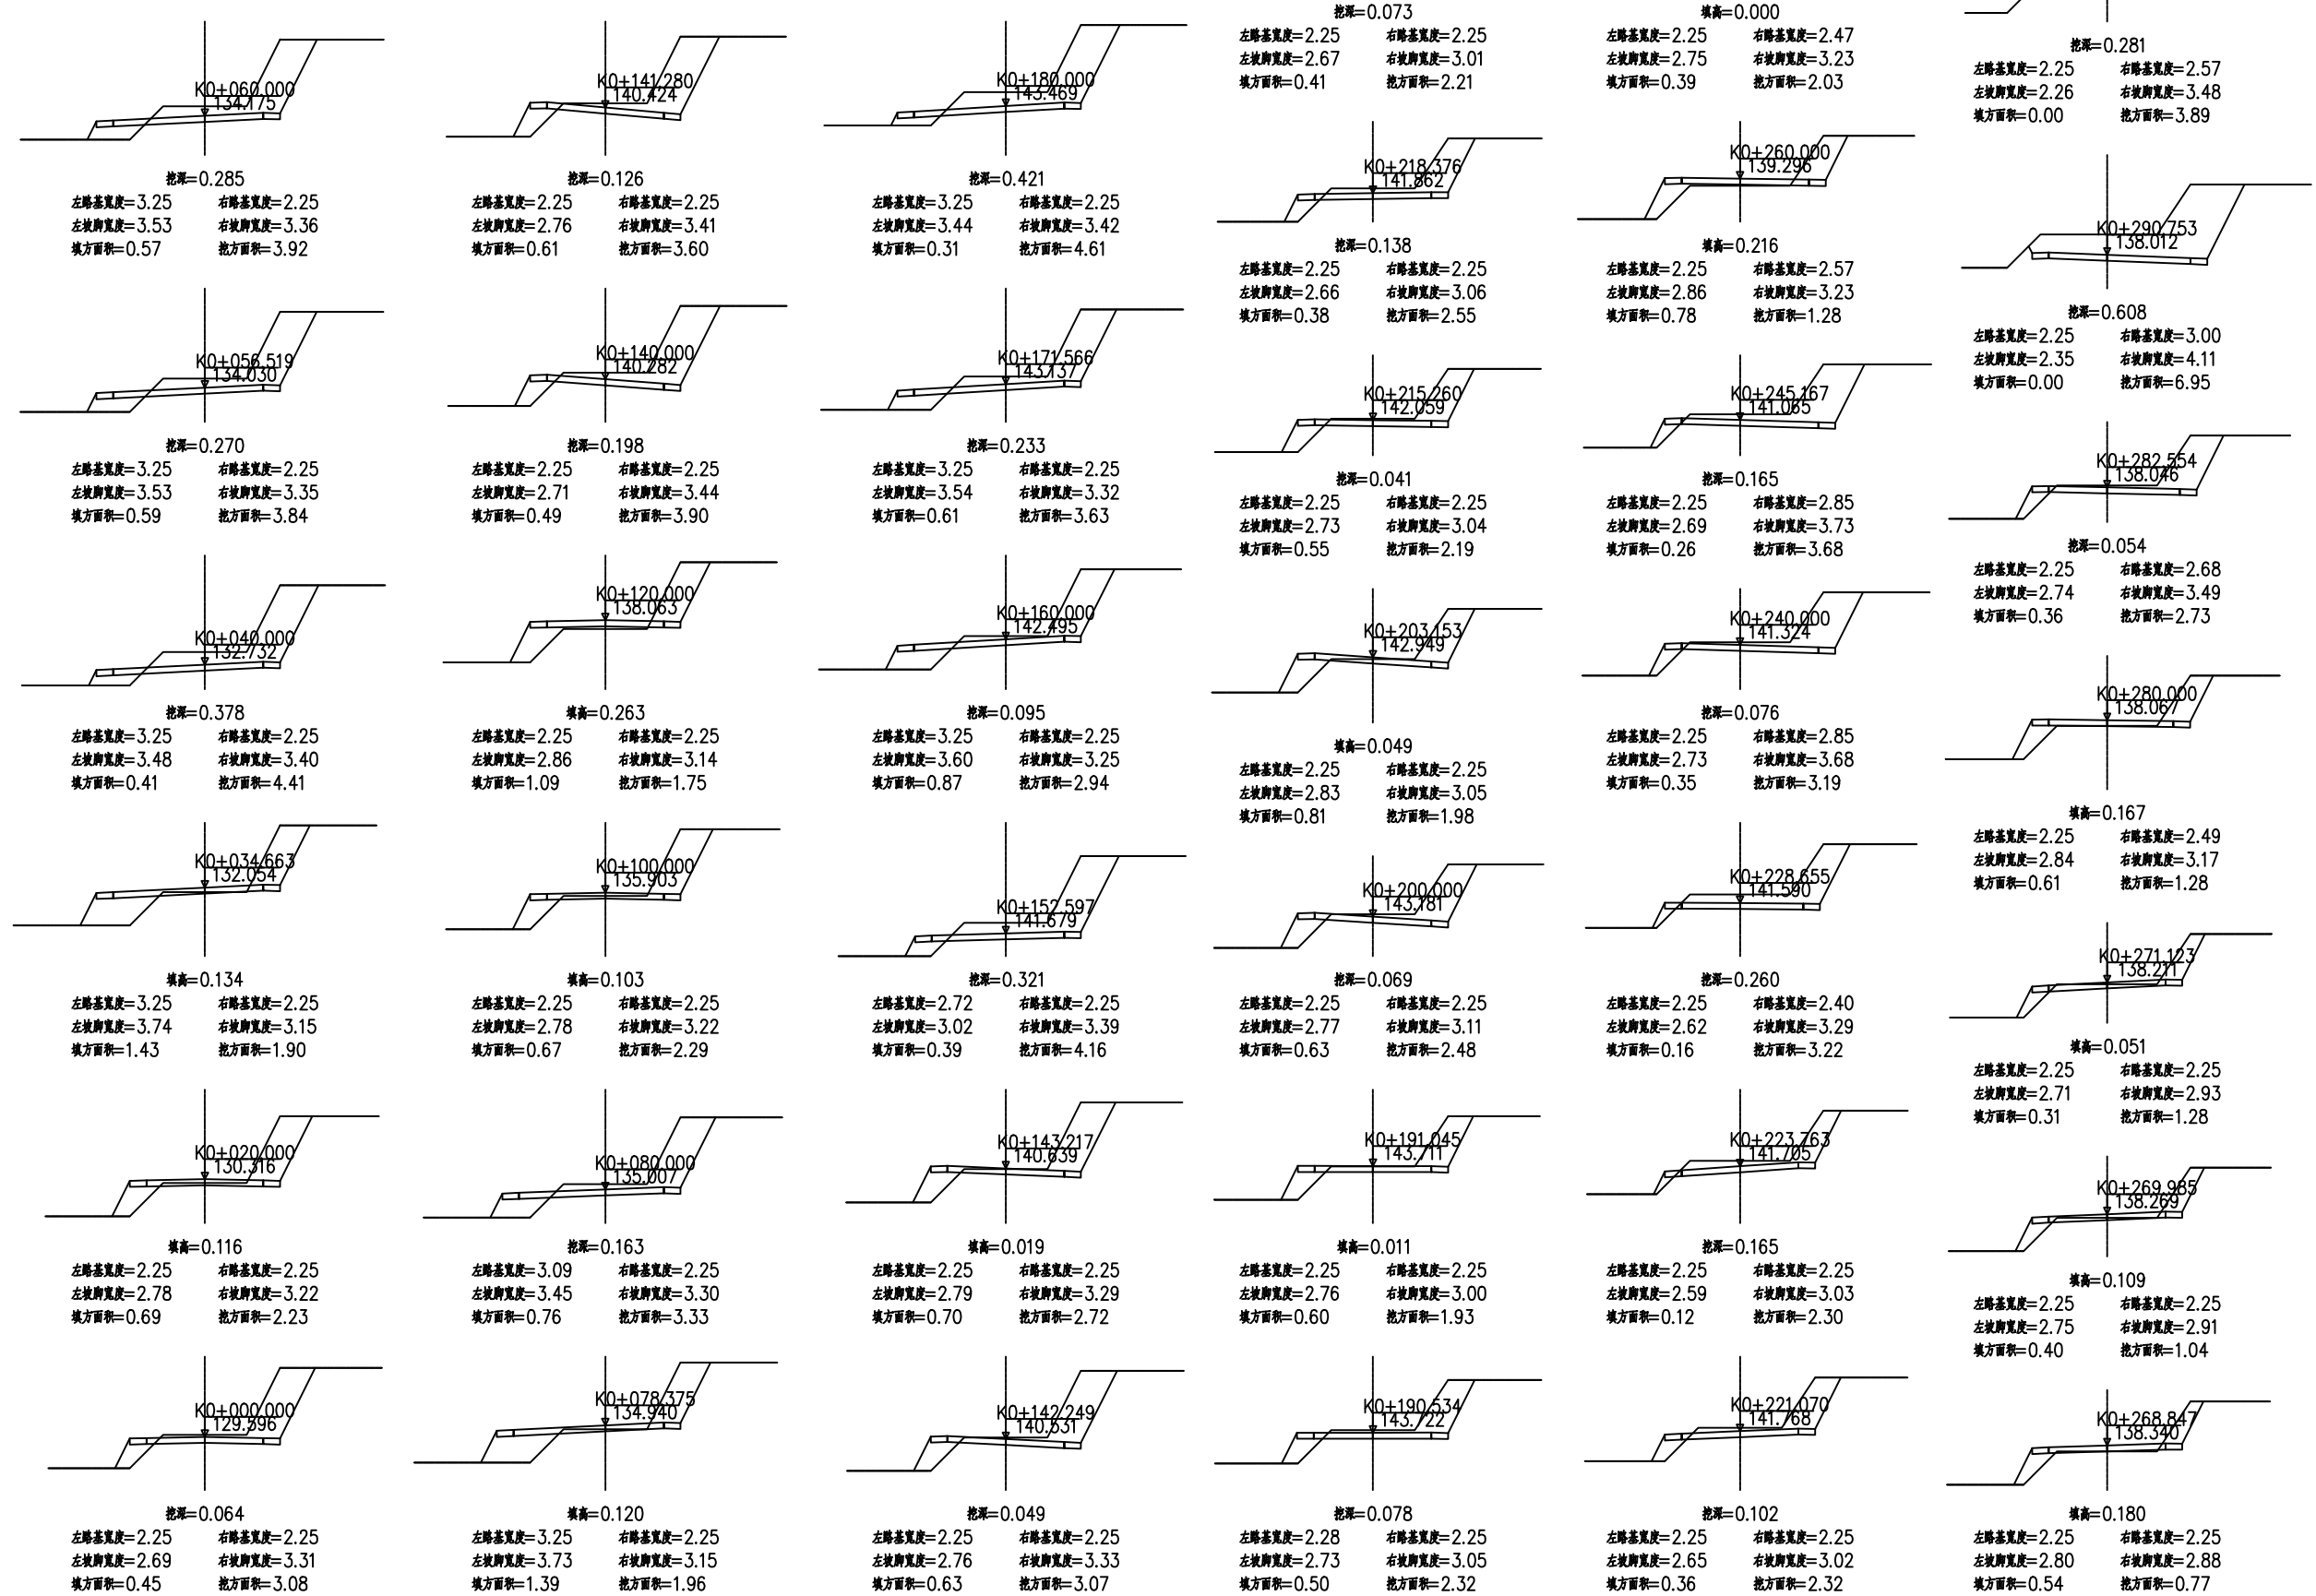 K0+060.000
134.175
挖深=0.285
左路基宽度=3.25 右路基宽度=2.25
左坡脚宽度=3.53 右坡脚宽度=3.36
填方面积=0.57 挖方面积=3.92
K0+056.519
134.030
挖深=0.270
左路基宽度=3.25 右路基宽度=2.25
左坡脚宽度=3.53 右坡脚宽度=3.35
填方面积=0.59 挖方面积=3.84
K0+040.000
132.732
挖深=0.378
左路基宽度=3.25 右路基宽度=2.25
左坡脚宽度=3.48 右坡脚宽度=3.40
填方面积=0.41 挖方面积=4.41
K0+034.663
132.054
填高=0.134
左路基宽度=3.25 右路基宽度=2.25
左坡脚宽度=3.74 右坡脚宽度=3.15
填方面积=1.43 挖方面积=1.90
K0+020.000
130.316
填高=0.116
左路基宽度=2.25 右路基宽度=2.25
左坡脚宽度=2.78 右坡脚宽度=3.22
填方面积=0.69 挖方面积=2.23
K0+000.000
129.596
挖深=0.064
左路基宽度=2.25 右路基宽度=2.25
左坡脚宽度=2.69 右坡脚宽度=3.31
填方面积=0.45 挖方面积=3.08
K0+141.280
140.424
挖深=0.126
左路基宽度=2.25 右路基宽度=2.25
左坡脚宽度=2.76 右坡脚宽度=3.41
填方面积=0.61 挖方面积=3.60
K0+140.000
140.282
挖深=0.198
左路基宽度=2.25 右路基宽度=2.25
左坡脚宽度=2.71 右坡脚宽度=3.44
填方面积=0.49 挖方面积=3.90
K0+120.000
138.063
填高=0.263
左路基宽度=2.25 右路基宽度=2.25
左坡脚宽度=2.86 右坡脚宽度=3.14
填方面积=1.09 挖方面积=1.75
K0+100.000
135.903
填高=0.103
左路基宽度=2.25 右路基宽度=2.25
左坡脚宽度=2.78 右坡脚宽度=3.22
填方面积=0.67 挖方面积=2.29
K0+080.000
135.007
挖深=0.163
左路基宽度=3.09 右路基宽度=2.25
左坡脚宽度=3.45 右坡脚宽度=3.30
填方面积=0.76 挖方面积=3.33
K0+078.375
134.940
填高=0.120
左路基宽度=3.25 右路基宽度=2.25
左坡脚宽度=3.73 右坡脚宽度=3.15
填方面积=1.39 挖方面积=1.96
K0+180.000
143.469
挖深=0.421
左路基宽度=3.25 右路基宽度=2.25
左坡脚宽度=3.44 右坡脚宽度=3.42
填方面积=0.31 挖方面积=4.61
K0+171.566
143.137
挖深=0.233
左路基宽度=3.25 右路基宽度=2.25
左坡脚宽度=3.54 右坡脚宽度=3.32
填方面积=0.61 挖方面积=3.63
K0+160.000
142.495
挖深=0.095
左路基宽度=3.25 右路基宽度=2.25
左坡脚宽度=3.60 右坡脚宽度=3.25
填方面积=0.87 挖方面积=2.94
K0+152.597
141.679
挖深=0.321
左路基宽度=2.72 右路基宽度=2.25
左坡脚宽度=3.02 右坡脚宽度=3.39
填方面积=0.39 挖方面积=4.16
K0+143.217
140.639
填高=0.019
左路基宽度=2.25 右路基宽度=2.25
左坡脚宽度=2.79 右坡脚宽度=3.29
填方面积=0.70 挖方面积=2.72
K0+142.249
140.531
挖深=0.049
左路基宽度=2.25 右路基宽度=2.25
左坡脚宽度=2.76 右坡脚宽度=3.33
填方面积=0.63 挖方面积=3.07
挖深=0.073
左路基宽度=2.25 右路基宽度=2.25
左坡脚宽度=2.67 右坡脚宽度=3.01
填方面积=0.41 挖方面积=2.21
K0+218.376
141.862
挖深=0.138
左路基宽度=2.25 右路基宽度=2.25
左坡脚宽度=2.66 右坡脚宽度=3.06
填方面积=0.38 挖方面积=2.55
K0+215.260
142.059
挖深=0.041
左路基宽度=2.25 右路基宽度=2.25
左坡脚宽度=2.73 右坡脚宽度=3.04
填方面积=0.55 挖方面积=2.19
K0+203.153
142.949
填高=0.049
左路基宽度=2.25 右路基宽度=2.25
左坡脚宽度=2.83 右坡脚宽度=3.05
填方面积=0.81 挖方面积=1.98
K0+200.000
143.181
挖深=0.069
左路基宽度=2.25 右路基宽度=2.25
左坡脚宽度=2.77 右坡脚宽度=3.11
填方面积=0.63 挖方面积=2.48
K0+191.045
143.711
填高=0.011
左路基宽度=2.25 右路基宽度=2.25
左坡脚宽度=2.76 右坡脚宽度=3.00
填方面积=0.60 挖方面积=1.93
K0+190.534
143.722
挖深=0.078
左路基宽度=2.28 右路基宽度=2.25
左坡脚宽度=2.73 右坡脚宽度=3.05
填方面积=0.50 挖方面积=2.32
填高=0.000
左路基宽度=2.25 右路基宽度=2.47
左坡脚宽度=2.75 右坡脚宽度=3.23
填方面积=0.39 挖方面积=2.03
K0+260.000
139.296
填高=0.216
左路基宽度=2.25 右路基宽度=2.57
左坡脚宽度=2.86 右坡脚宽度=3.23
填方面积=0.78 挖方面积=1.28
K0+245.167
141.065
挖深=0.165
左路基宽度=2.25 右路基宽度=2.85
左坡脚宽度=2.69 右坡脚宽度=3.73
填方面积=0.26 挖方面积=3.68
K0+240.000
141.324
挖深=0.076
左路基宽度=2.25 右路基宽度=2.85
左坡脚宽度=2.73 右坡脚宽度=3.68
填方面积=0.35 挖方面积=3.19
K0+228.655
141.590
挖深=0.260
左路基宽度=2.25 右路基宽度=2.40
左坡脚宽度=2.62 右坡脚宽度=3.29
填方面积=0.16 挖方面积=3.22
K0+223.763
141.705
挖深=0.165
左路基宽度=2.25 右路基宽度=2.25
左坡脚宽度=2.59 右坡脚宽度=3.03
填方面积=0.12 挖方面积=2.30
K0+221.070
141.768
挖深=0.102
左路基宽度=2.25 右路基宽度=2.25
左坡脚宽度=2.65 右坡脚宽度=3.02
填方面积=0.36 挖方面积=2.32
挖深=0.281
左路基宽度=2.25 右路基宽度=2.57
左坡脚宽度=2.26 右坡脚宽度=3.48
填方面积=0.00 挖方面积=3.89
K0+290.753
138.012
挖深=0.608
左路基宽度=2.25 右路基宽度=3.00
左坡脚宽度=2.35 右坡脚宽度=4.11
填方面积=0.00 挖方面积=6.95
K0+282.554
138.046
挖深=0.054
左路基宽度=2.25 右路基宽度=2.68
左坡脚宽度=2.74 右坡脚宽度=3.49
填方面积=0.36 挖方面积=2.73
K0+280.000
138.067
填高=0.167
左路基宽度=2.25 右路基宽度=2.49
左坡脚宽度=2.84 右坡脚宽度=3.17
填方面积=0.61 挖方面积=1.28
K0+271.123
138.211
填高=0.051
左路基宽度=2.25 右路基宽度=2.25
左坡脚宽度=2.71 右坡脚宽度=2.93
填方面积=0.31 挖方面积=1.28
K0+269.985
138.269
填高=0.109
左路基宽度=2.25 右路基宽度=2.25
左坡脚宽度=2.75 右坡脚宽度=2.91
填方面积=0.40 挖方面积=1.04
K0+268.847
138.340
填高=0.180
左路基宽度=2.25 右路基宽度=2.25
左坡脚宽度=2.80 右坡脚宽度=2.88
填方面积=0.54 挖方面积=0.77